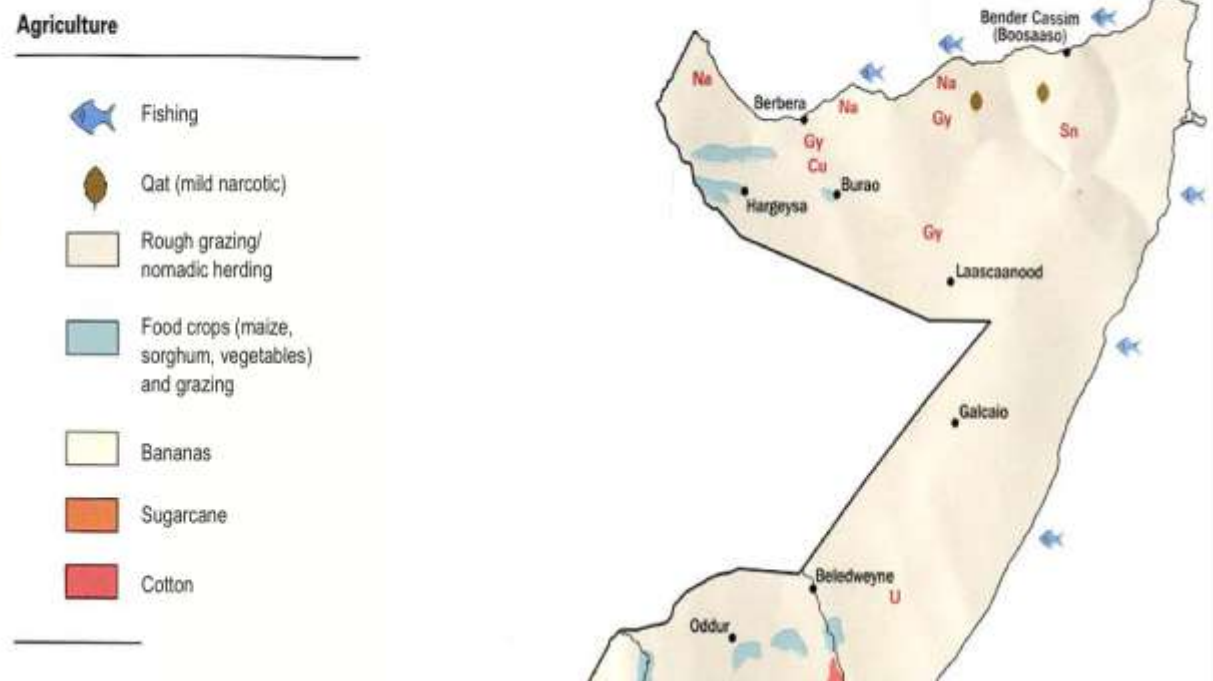 Agriculture
Fishing
Qat (mild narcotic)
Rough grazing/
nomadic herding
Food crops (maize,
sorghum, vegetables)
and grazing
Bananas
Sugarcane
Cotton
Bender Cassim
(Boosaaso)
Na
Berbera
Na
Na
Gy
Gy
Cu
Sn
Burao
Hargeysa
Gy
Laascaanood
Galcaio
Beledweyne
U
Oddur